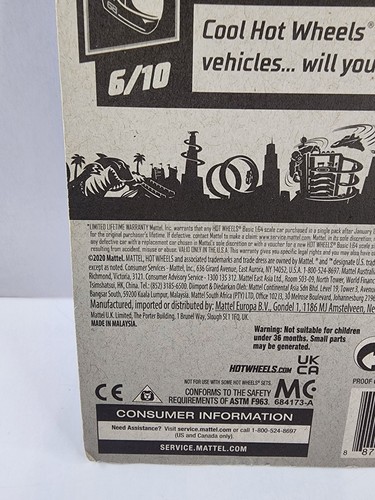 Cool Hot Wheels®
vehicles... will you
6/10
*LIMITED LIFETIME WARRANTY Mattel, Inc. warrants that any HOT WHEELS® Basic 1:64 scale car purchased in a single pack after January
for the original purchaser's lifetime. If defective, contact Mattel to make a claim: www.service.mattel.com. Mattel, in its sole discretion,
any defective car with a replacement car chosen in Mattel's sole discretion or with a voucher for a new HOT WHEELS® Basic 1:64 scale
resulting from accident, misuse or abuse. VALID ONLY IN THE U.S.A. This warranty gives you specific legal rights and you may also have
©2020 Mattel. MATTEL, HOT WHEELS and associated trademarks and trade dress are owned by Mattel.
except as noted. Consumer Services - Mattel, Inc., 636 Girard Avenue, East Aurora, NY 14052, U.S.A. 1-800-524-8697. Mattel Australia
Richmond, Victoria. 3121. Consumer Advisory Service - 1300 135 312. Mattel East Asia Ltd., Room 503-09, North Tower, World Finance
Tsimshatsui, HK, China. Tel.: (852) 3185-6500. Diimport & Diedarkan Oleh: Mattel Continental Asia Sdn Bhd. Level 19, Tower 3, Avenue
Bangsar South, 59200 Kuala Lumpur, Malaysia. Mattel South Africa (PTY) LTD, Office 102 I3, 30 Melrose Boulevard, Johannesburg 2196
Manufactured, imported or distributed by: Mattel Europa B.V., Gondel 1, 1186 MJ Amstelveen,
Mattel U.K. Limited, The Porter Building, 1 Brunel Way, Slough SL1 1FQ, UK.
MADE IN MALAYSIA.
Warning: Not suitable for children
under 36 months. Small parts
may be generated.
HOTWHEELS.COM
UK
CA
CE
NOT FOR USE WITH SOME HOT WHEELS® SETS.
CONFORMS TO THE SAFETY
REQUIREMENTS OF ASTM F963.
684173-A
PROOF
CONSUMER INFORMATION
Need Assistance? Visit service.mattel.com or call 1-800-524-8697
(US and Canada only)
SERVICE.MATTEL.COM
8 87